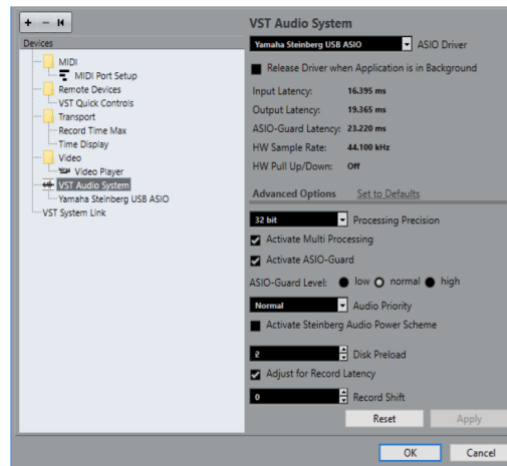 Devices
MIDI
MIDI Port Setup
Remote Devices
VST Quick Controls
Transport
Record Time Max
Time Display
Video
Video Player
VST Audio System
Yamaha Steinberg USB ASIO
VST System Link
VST Audio System
Yamaha Steinberg USB ASIO ASIO Driver
Release Driver when Application is in Background
Input Latency: 16.395 ms
Output Latency: 19.365 ms
ASIO-Guard Latency: 23.220 ms
HW Sample Rate: 44.100 kHz
HW Pull Up/Down: Off
Advanced Options Set to Defaults
32 bit Processing Precision
Activate Multi Processing
Activate ASIO-Guard
ASIO-Guard Level: low normal high
Normal Audio Priority
Activate Steinberg Audio Power Scheme
2 Disk Preload
Adjust for Record Latency
0 Record Shift
Reset Apply
OK Cancel